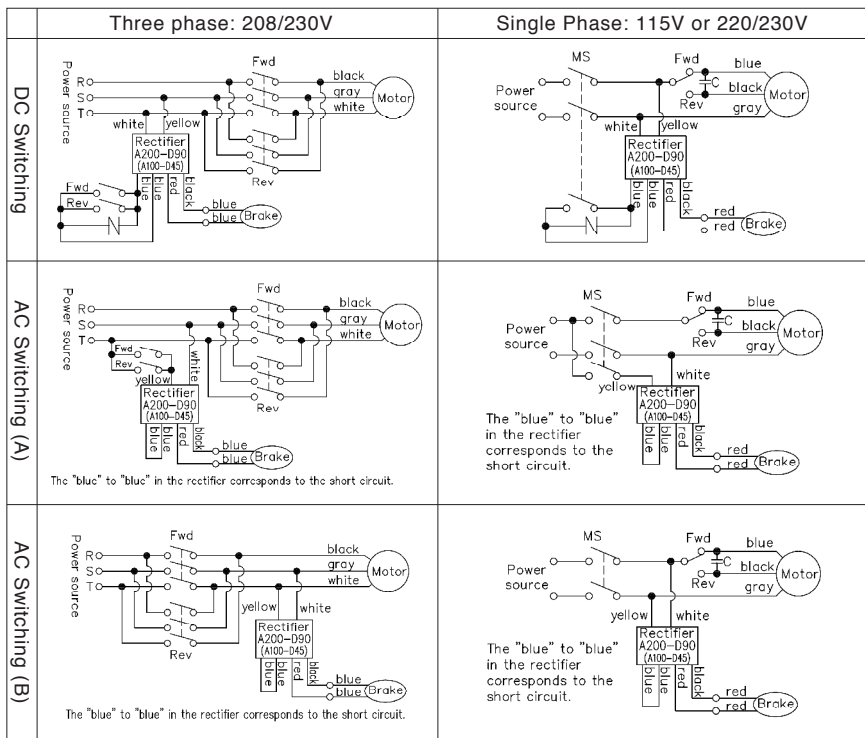 Three phase: 208/230V
Single Phase: 115V or 220/230V
DC Switching
Power source
R
S
T
Fwd
black
gray
white
Motor
white
yellow
Rev
Rectifier
A200-D90
(A100-D45)
blue
blue
red
black
Fwd
Rev
N
blue
blue
Brake
Power
source
MS
Fwd
Rev
C
blue
black
gray
Motor
white
yellow
Rectifier
A200-D90
(A100-D45)
blue
blue
red
black
N
red
red
Brake
AC Switching (A)
Power source
R
S
T
Fwd
black
gray
white
Motor
Fwd
Rev
yellow
white
Rev
Rectifier
A200-D90
(A100-D45)
blue
blue
red
black
blue
blue
Brake
The "blue" to "blue" in the rectifier corresponds to the short circuit.
Power
source
MS
Fwd
Rev
C
blue
black
gray
Motor
yellow
white
Rectifier
A200-D90
(A100-D45)
blue
blue
red
black
red
red
Brake
The "blue" to "blue"
in the rectifier
corresponds to the
short circuit.
AC Switching (B)
Power source
R
S
T
Fwd
black
gray
white
Motor
Rev
yellow
white
Rectifier
A200-D90
(A100-D45)
blue
blue
red
black
blue
blue
Brake
The "blue" to "blue" in the rectifier corresponds to the short circuit.
Power
source
MS
Fwd
Rev
C
blue
black
gray
Motor
yellow
white
Rectifier
A200-D90
(A100-D45)
blue
blue
red
black
red
red
Brake
The "blue" to "blue"
in the rectifier
corresponds to the
short circuit.